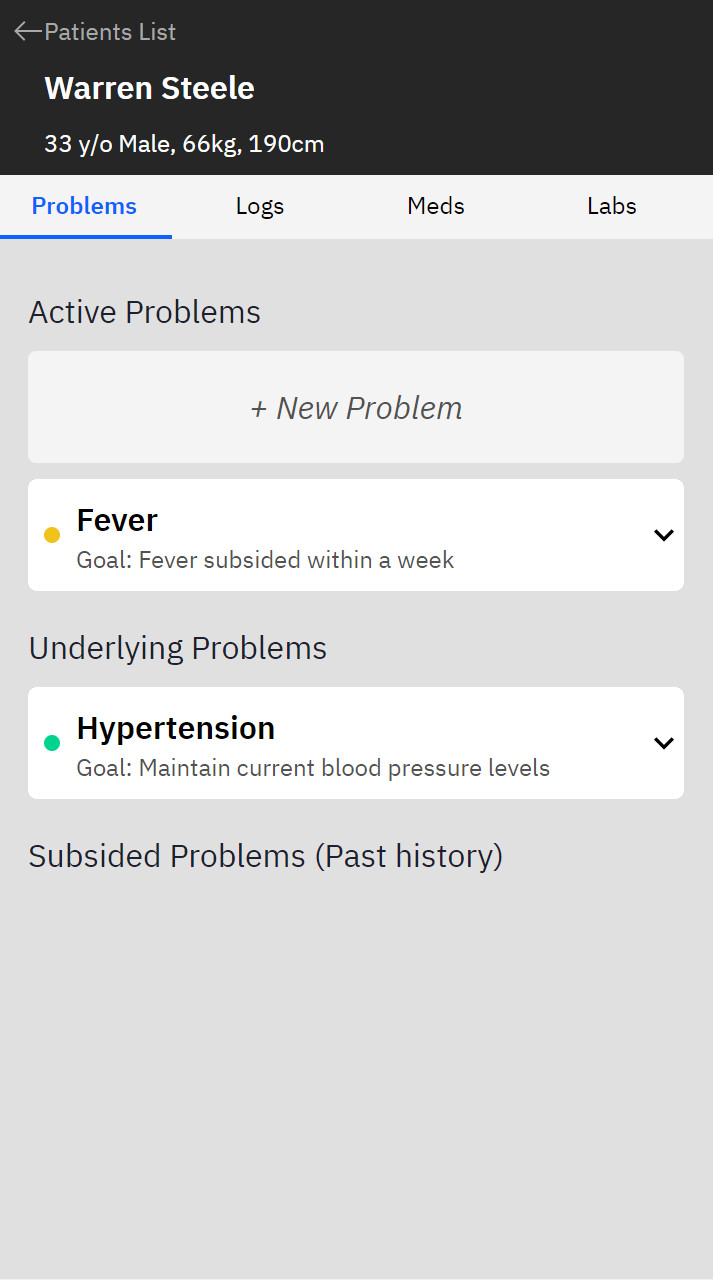 Patients List
Warren Steele
33 y/o Male, 66kg, 190cm
Problems Logs Meds Labs
Active Problems
+ New Problem
Fever
Goal: Fever subsided within a week
Underlying Problems
Hypertension
Goal: Maintain current blood pressure levels
Subsided Problems (Past history)